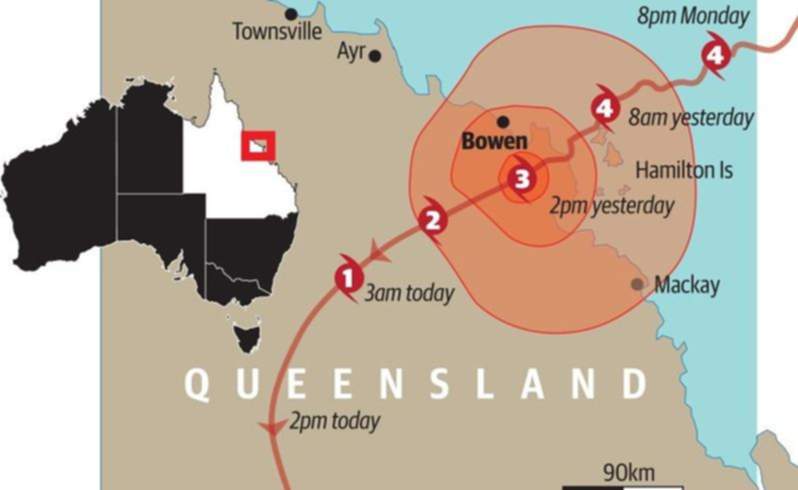 8pm Monday
Townsville
Ayr
4
4
8am yesterday
Bowen
Hamilton Is
3
2pm yesterday
2
1
3am today
Mackay
QUEENSLAND
2pm today
90km